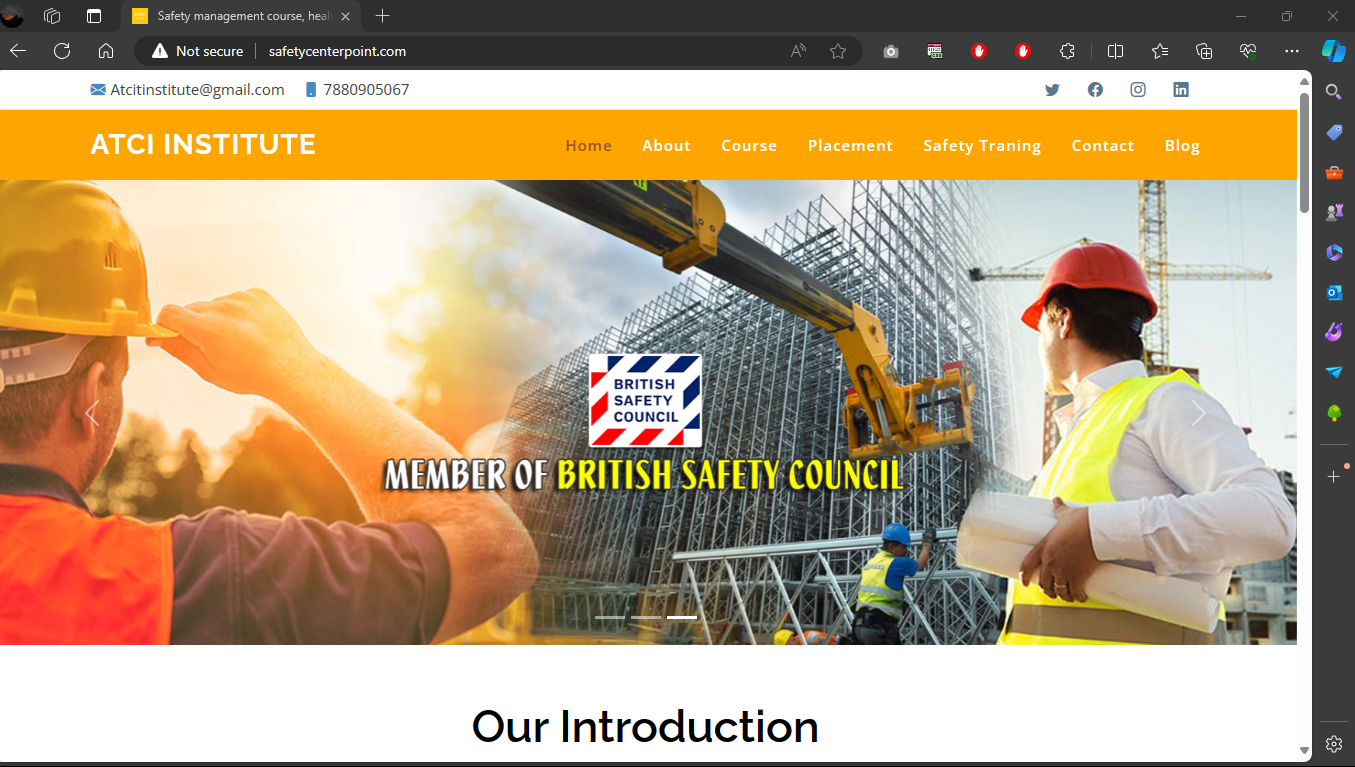 Safety management course, heal
Not secure
safetycenterpoint.com
Atcitinstitute@gmail.com
7880905067
ATCI INSTITUTE
Home
About
Course
Placement
Safety Traning
Contact
Blog
BRITISH
SAFETY
COUNCIL
MEMBER OF BRITISH SAFETY COUNCIL
Our Introduction